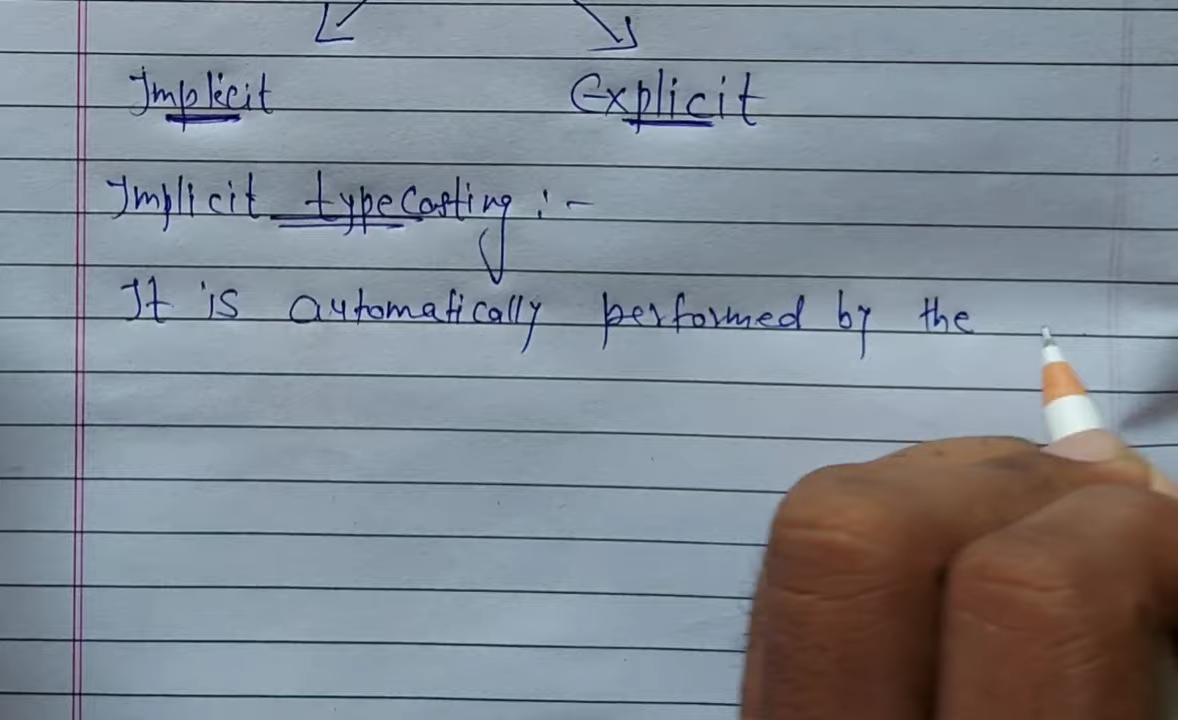 Implicit Explicit
Implicit typecasting :-
It is automatically performed by the